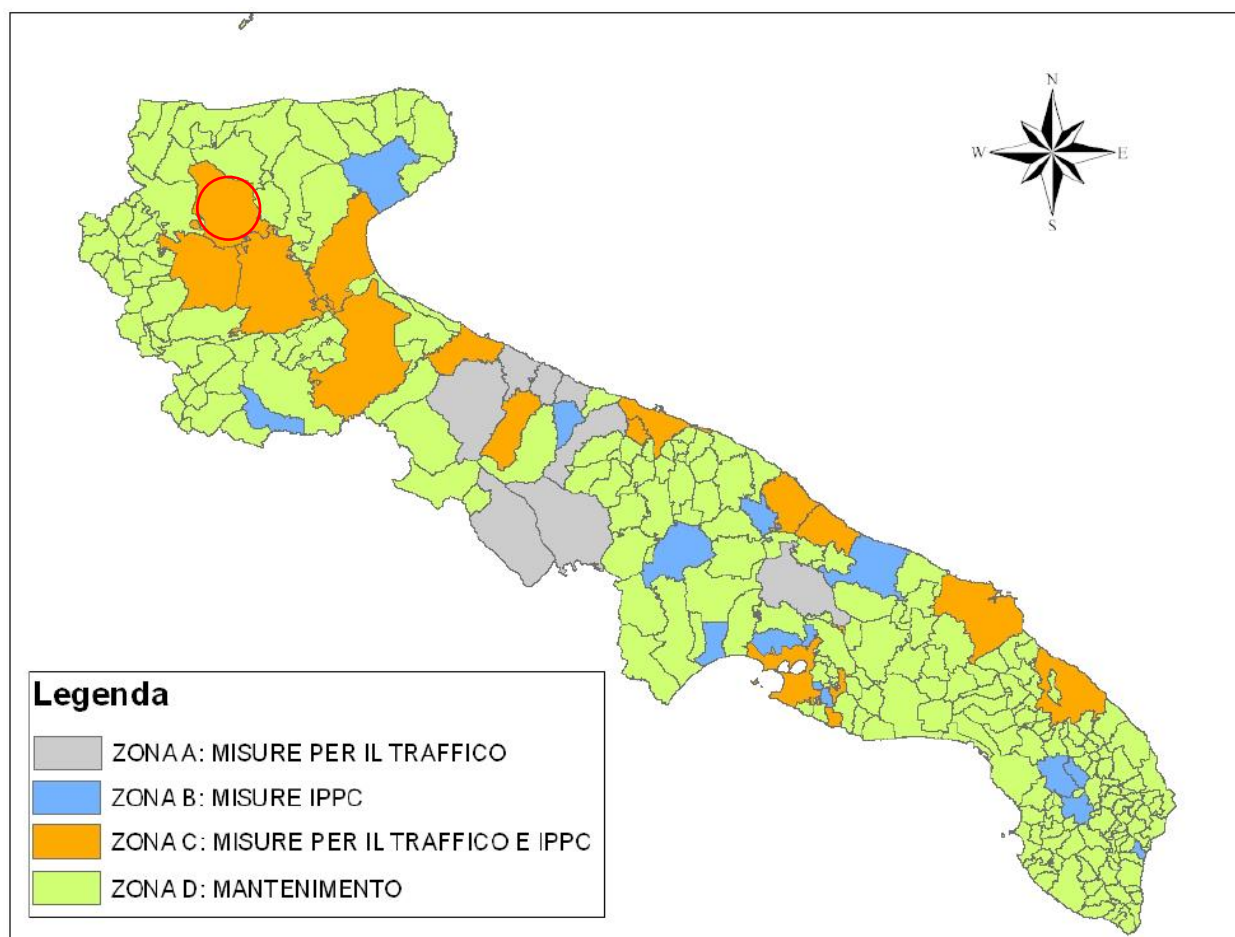 N
W E
S
Legenda
ZONA A: MISURE PER IL TRAFFICO
ZONA B: MISURE IPPC
ZONA C: MISURE PER IL TRAFFICO E IPPC
ZONA D: MANTENIMENTO